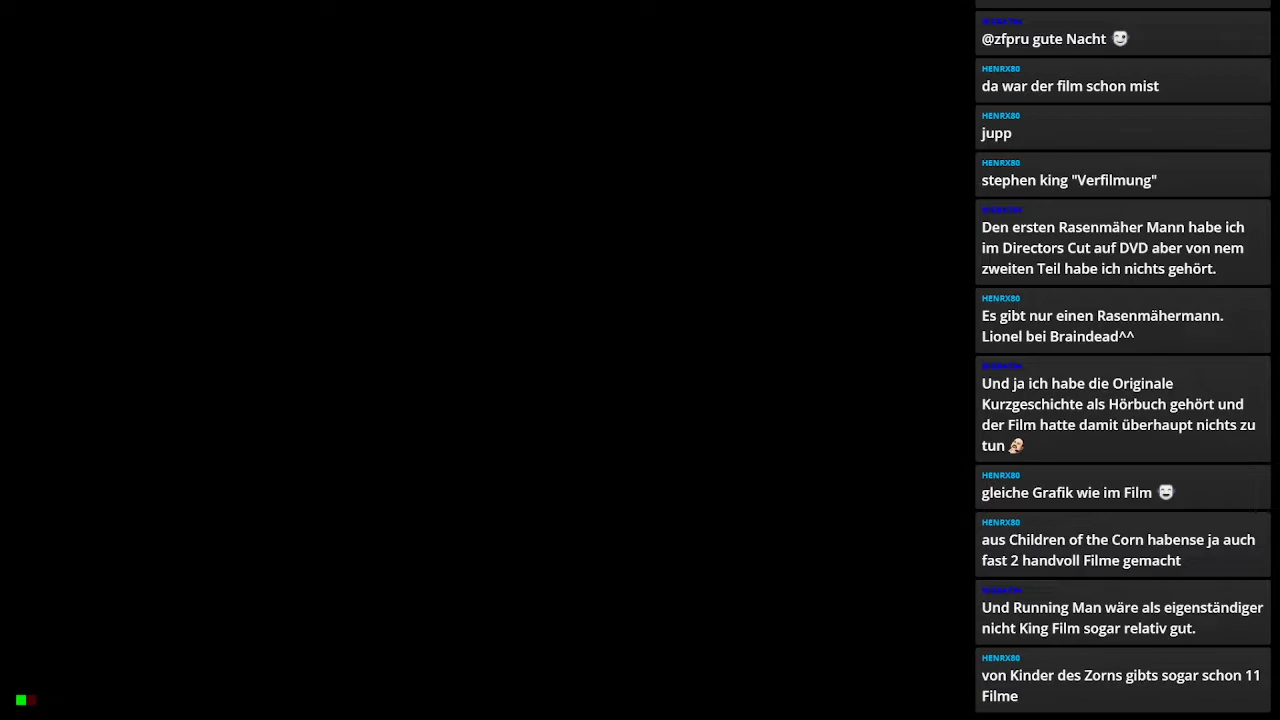 @zfpru gute Nacht
HENRX80
da war der film schon mist
HENRX80
jupp
HENRX80
stephen king "Verfilmung"
Den ersten Rasenmäher Mann habe ich
im Directors Cut auf DVD aber von nem
zweiten Teil habe ich nichts gehört.
HENRX80
Es gibt nur einen Rasenmähermann.
Lionel bei Braindead^^
Und ja ich habe die Originale
Kurzgeschichte als Hörbuch gehört und
der Film hatte damit überhaupt nichts zu
tun
HENRX80
gleiche Grafik wie im Film
HENRX80
aus Children of the Corn habense ja auch
fast 2 handvoll Filme gemacht
Und Running Man wäre als eigenständiger
nicht King Film sogar relativ gut.
HENRX80
von Kinder des Zorns gibts sogar schon 11
Filme